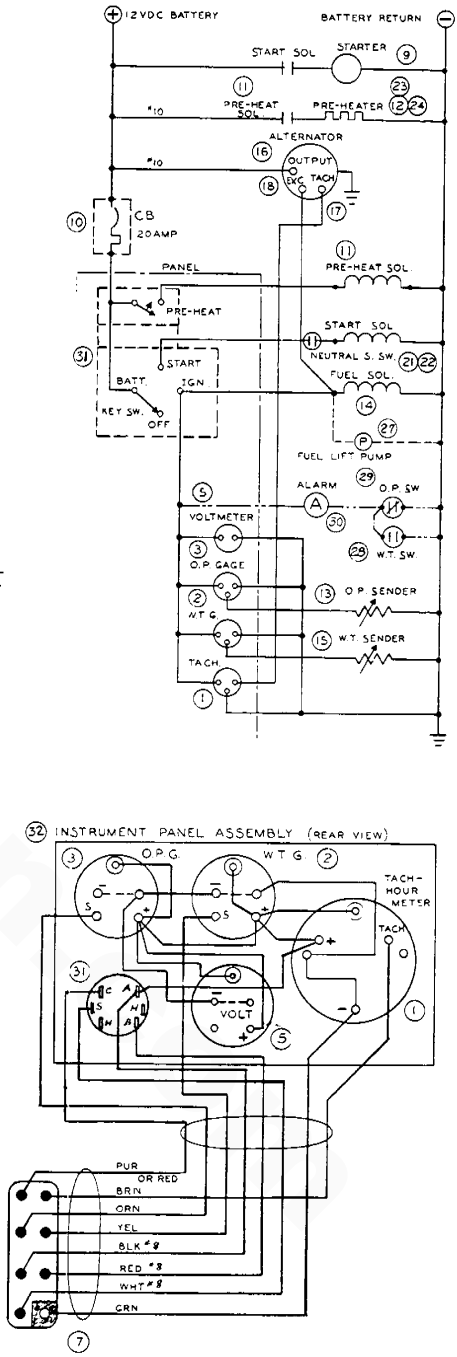 + 12VDC BATTERY
BATTERY RETURN −
START SOL
STARTER
9
11
PRE-HEAT
SOL
#10
PRE-HEATER
23
12 24
ALTERNATOR
16
OUTPUT
#10
18
EXC TACH
17
10
CB
20AMP
PANEL
11
PRE-HEAT SOL.
PRE-HEAT
START SOL
31
START
NEUTRAL S. SW.
21 22
BATT.
IGN
FUEL SOL.
14
KEY SW.
OFF
27
P
FUEL LIFT PUMP
29
5
ALARM
A
O.P. SW
30
VOLTMETER
28
W.T. SW.
3
O.P. GAGE
13
O.P. SENDER
2
W.T.G.
15
W.T. SENDER
TACH.
1
32 INSTRUMENT PANEL ASSEMBLY (REAR VIEW)
3
O.P.G.
W.T.G.
2
TACH-
HOUR
METER
−
−
S
+
S
+
+
TACH
31
C
A
S
H
H
B
−
VOLT
+
5
−
1
PUR
OR RED
BRN
ORN
YEL
BLK #8
RED #8
WHT #8
GRN
7